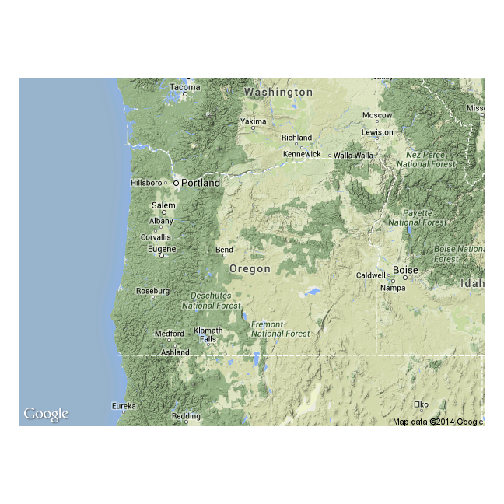 Tacoma
Washington
Moscow
Misso
Yakima
Lewiston
Richland
Kennewick
Walla Walla
Nez Perce
National Forest
Hillsboro
Portland
Salem
Albany
Corvallis
Eugene
Payette
National Forest
Bend
Boise Nationa
Forest
Oregon
Caldwell
Boise
Nampa
Idah
Roseburg
Deschutes
National Forest
Medford
Klamath
Falls
Fremont
National Forest
Ashland
Eureka
Redding
Elko
Google
Map data ©2014 Google